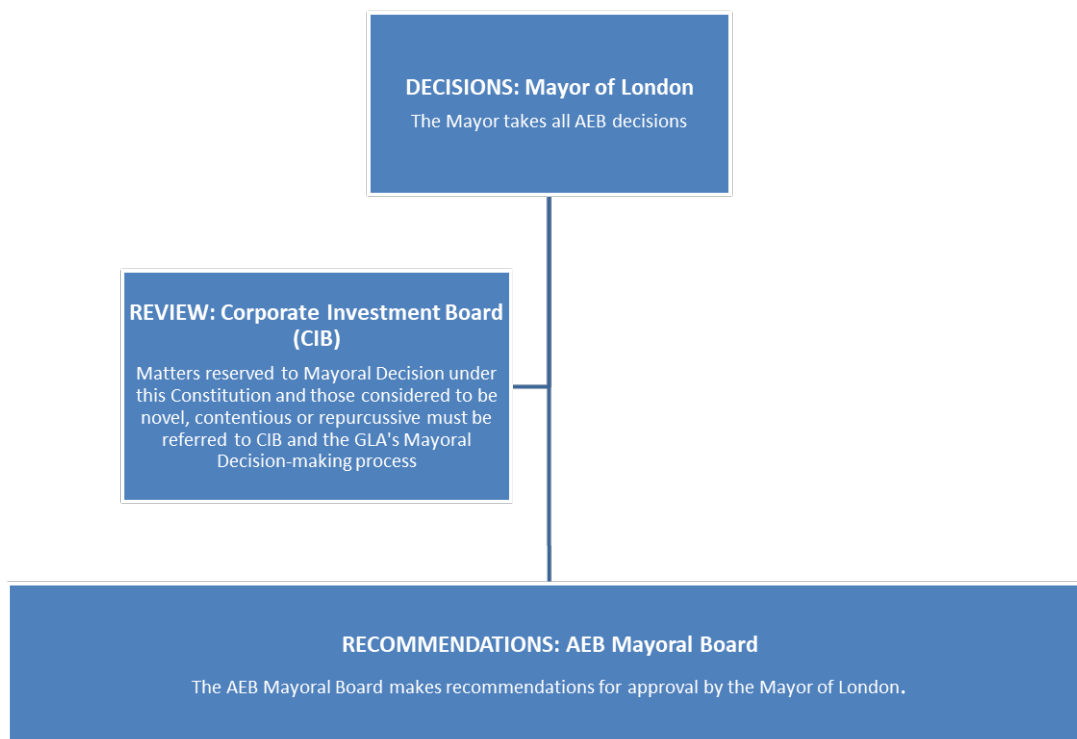 DECISIONS: Mayor of London
The Mayor takes all AEB decisions
REVIEW: Corporate Investment Board
(CIB)
Matters reserved to Mayoral Decision under
this Constitution and those considered to be
novel, contentious or repurcussive must be
referred to CIB and the GLA's Mayoral
Decision-making process
RECOMMENDATIONS: AEB Mayoral Board
The AEB Mayoral Board makes recommendations for approval by the Mayor of London.